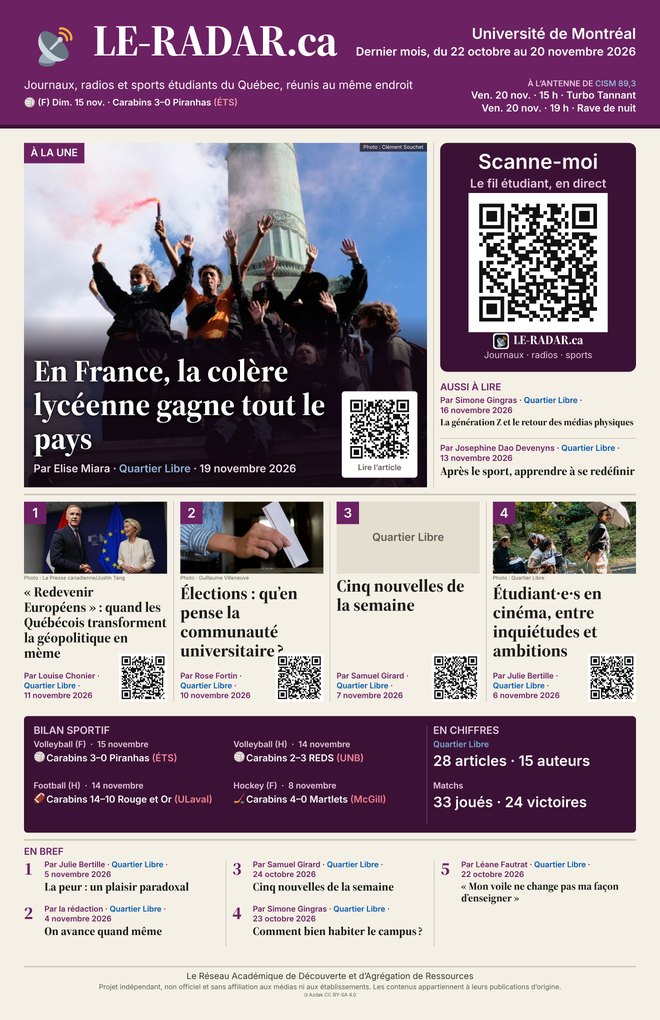 LE-RADAR.ca
Université de Montréal
Dernier mois, du 22 octobre au 20 novembre 2026
Journaux, radios et sports étudiants du Québec, réunis au même endroit
(F) Dim. 15 nov. · Carabins 3–0 Piranhas (ÉTS)
À L'ANTENNE DE CISM 89,3
Ven. 20 nov. · 15 h · Turbo Tannant
Ven. 20 nov. · 19 h · Rave de nuit
À LA UNE
Photo : Clément Souchet
En France, la colère
lycéenne gagne tout le
pays
Par Elise Miara · Quartier Libre · 19 novembre 2026
Lire l'article
Scanne-moi
Le fil étudiant, en direct
LE-RADAR.ca
Journaux · radios · sports
AUSSI À LIRE
Par Simone Gingras · Quartier Libre ·
16 novembre 2026
La génération Z et le retour des médias physiques
Par Josephine Dao Devenyns · Quartier Libre ·
13 novembre 2026
Après le sport, apprendre à se redéfinir
1
Photo : La Presse canadienne/Justin Tang
« Redevenir
Européens » : quand les
Québécois transforment
la géopolitique en
mème
Par Louise Chonier ·
Quartier Libre ·
11 novembre 2026
2
Photo : Guillaume Villeneuve
Élections : qu'en
pense la
communauté
universitaire ?
Par Rose Fortin ·
Quartier Libre ·
10 novembre 2026
3
Quartier Libre
Cinq nouvelles de
la semaine
Par Samuel Girard ·
Quartier Libre ·
7 novembre 2026
4
Photo : Quartier Libre
Étudiant·e·s en
cinéma, entre
inquiétudes et
ambitions
Par Julie Bertille ·
Quartier Libre ·
6 novembre 2026
BILAN SPORTIF
Volleyball (F) · 15 novembre
Carabins 3–0 Piranhas (ÉTS)
Volleyball (H) · 14 novembre
Carabins 2–3 REDS (UNB)
Football (H) · 14 novembre
Carabins 14–10 Rouge et Or (ULaval)
Hockey (F) · 8 novembre
Carabins 4–0 Martlets (McGill)
EN CHIFFRES
Quartier Libre
28 articles · 15 auteurs
Matchs
33 joués · 24 victoires
EN BREF
1
Par Julie Bertille · Quartier Libre ·
5 novembre 2026
La peur : un plaisir paradoxal
2
Par la rédaction · Quartier Libre ·
4 novembre 2026
On avance quand même
3
Par Samuel Girard · Quartier Libre ·
24 octobre 2026
Cinq nouvelles de la semaine
4
Par Simone Gingras · Quartier Libre ·
23 octobre 2026
Comment bien habiter le campus ?
5
Par Léane Fautrat · Quartier Libre ·
22 octobre 2026
« Mon voile ne change pas ma façon
d'enseigner »
Le Réseau Académique de Découverte et d'Agrégation de Ressources
Projet indépendant, non officiel et sans affiliation aux médias ni aux établissements. Les contenus appartiennent à leurs publications d'origine.
© Azdak CC BY-SA 4.0